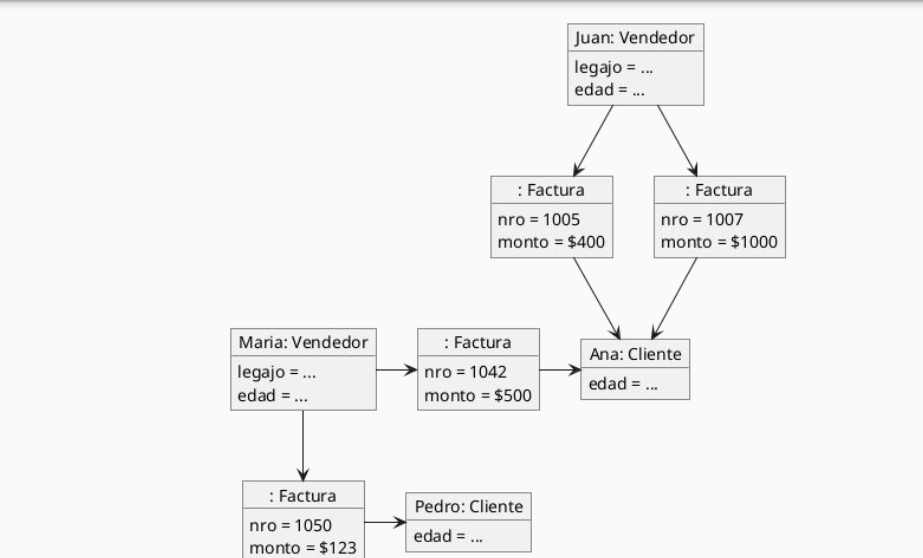 Juan: Vendedor
legajo = ...
edad = ...
: Factura
nro = 1005
monto = $400
: Factura
nro = 1007
monto = $1000
Maria: Vendedor
legajo = ...
edad = ...
: Factura
nro = 1042
monto = $500
Ana: Cliente
edad = ...
: Factura
nro = 1050
monto = $123
Pedro: Cliente
edad = ...